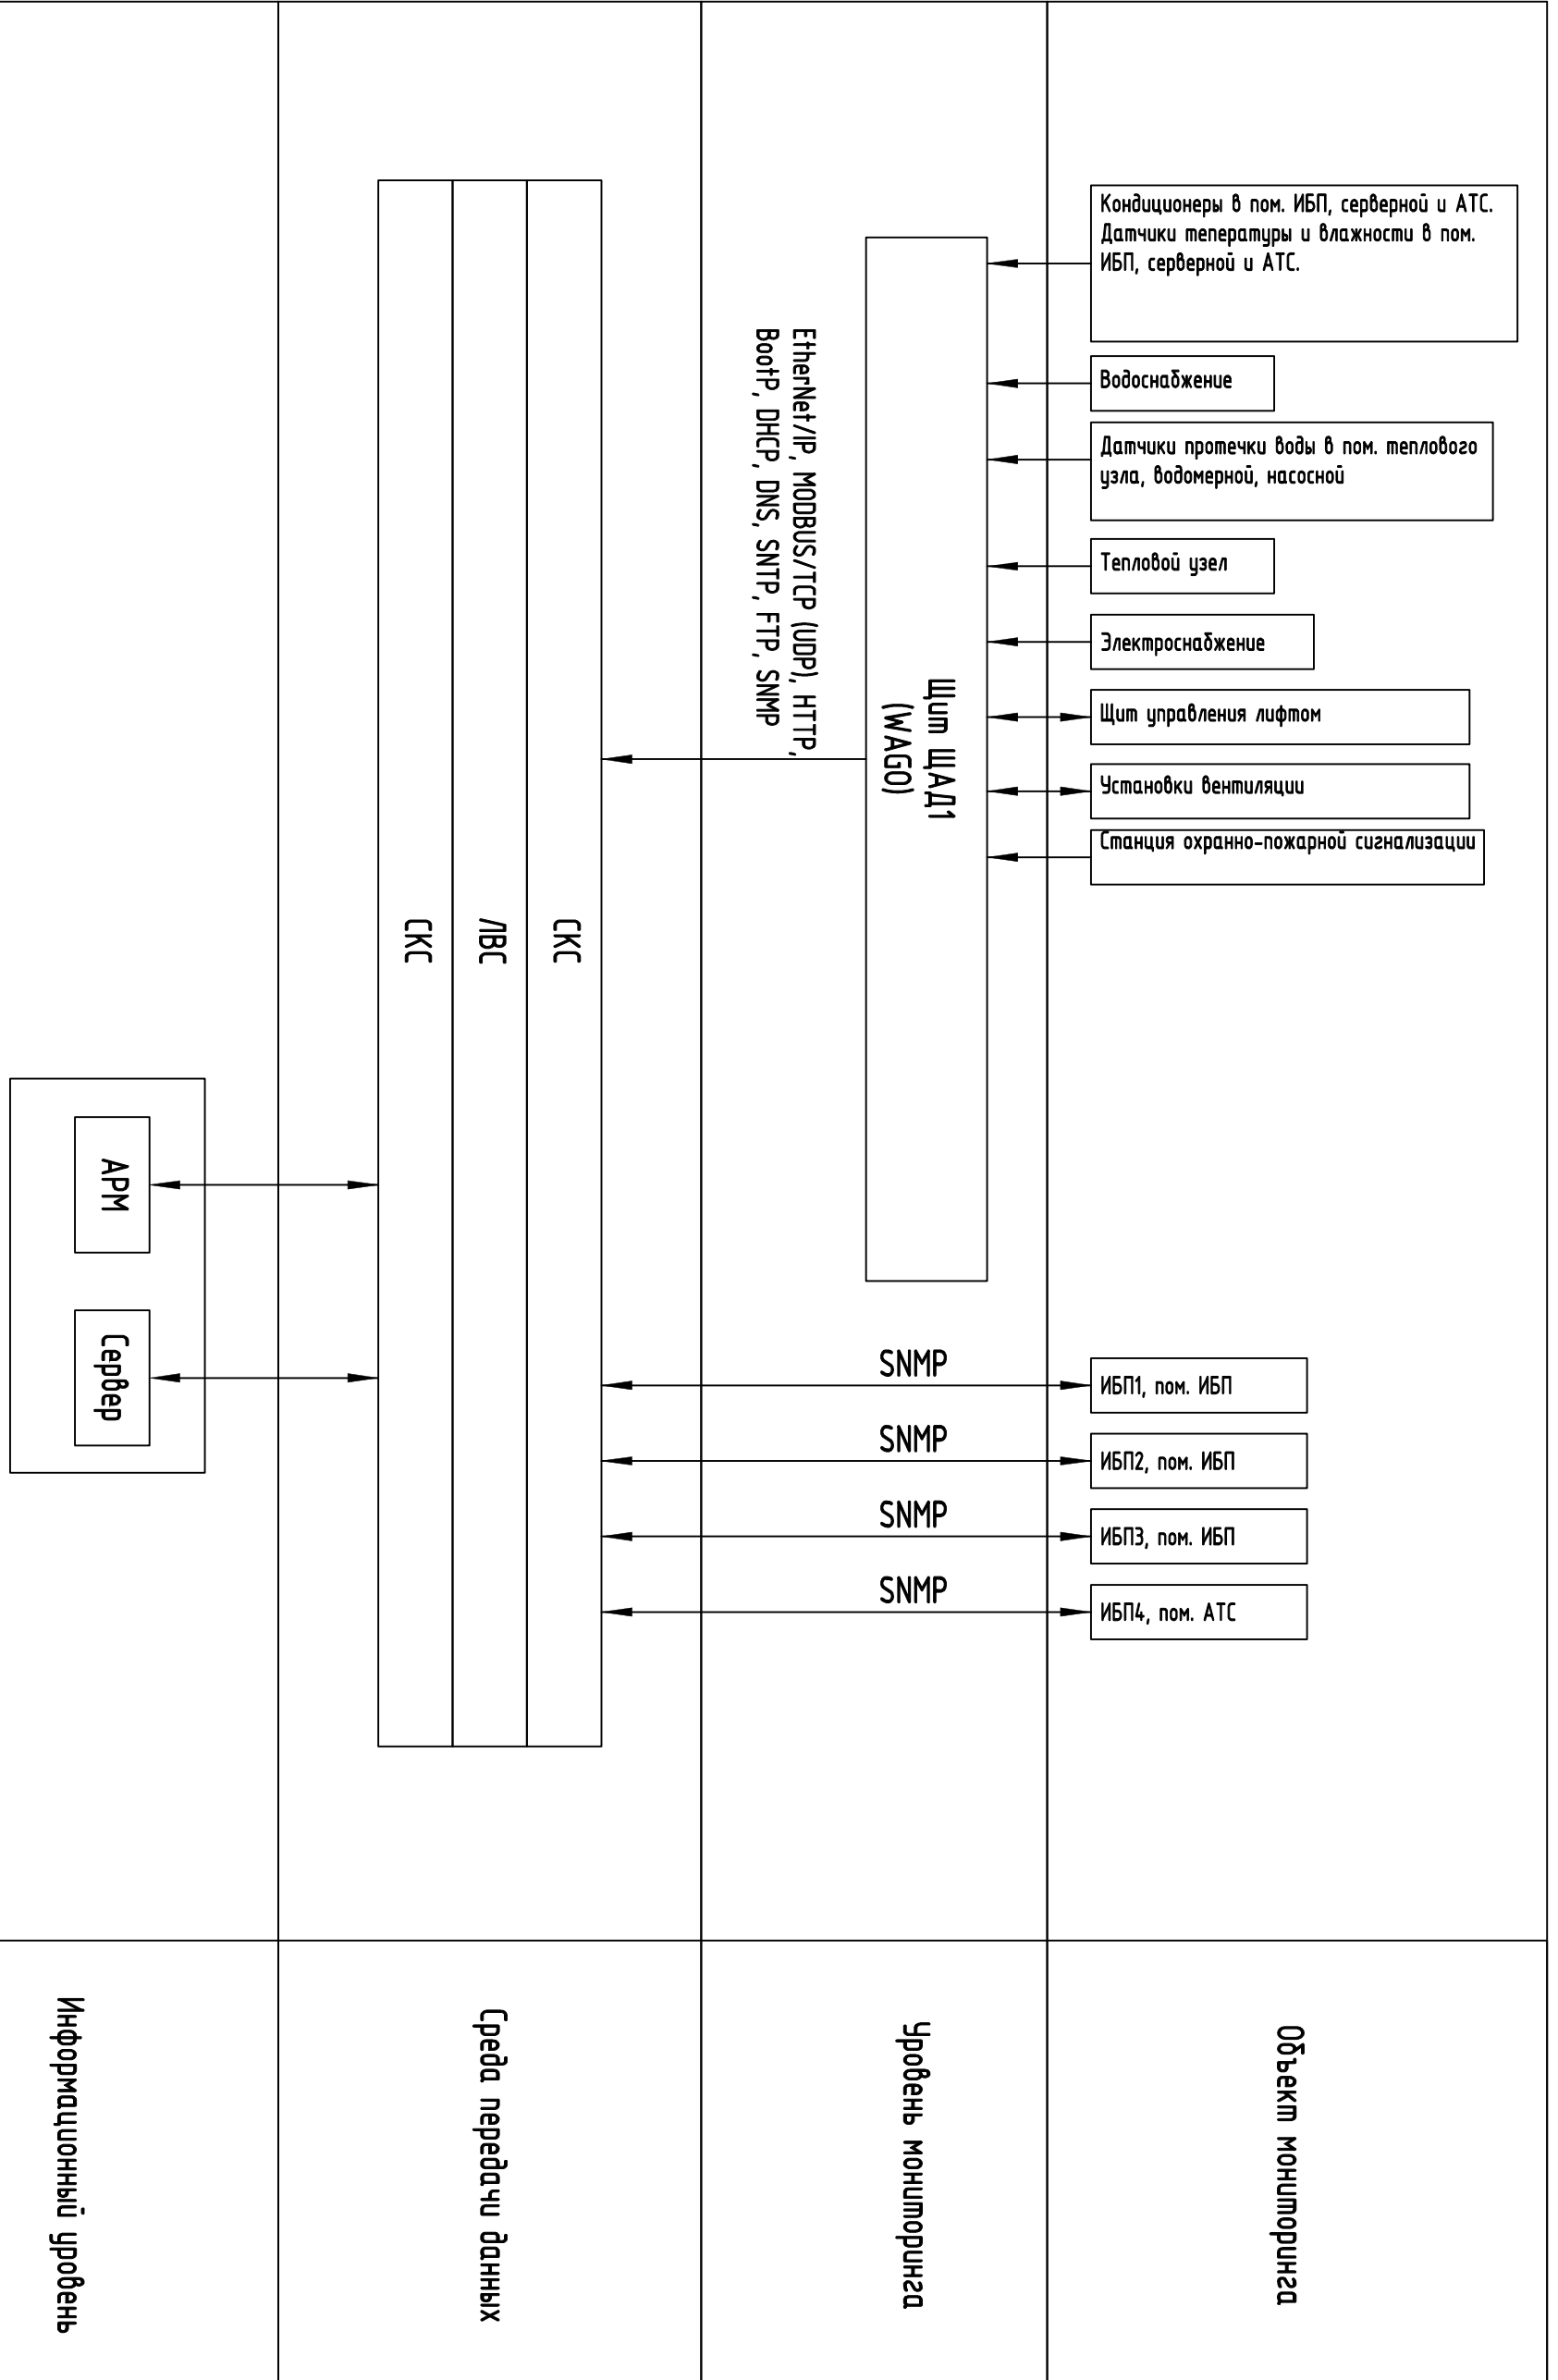 Кондиционеры в пом. ИБП, серверной и АТС.
Датчики теператyры и влажности в пом.
ИБП, серверной и АТС.
Водоснабжение
Датчики протечки воды в пом. теплового
узла, водомерной, насосной
Тепловой узел
Электроснабжение
Щит управления лифтом
Установки вентиляции
Станция охранно-пожарной сигнализации
ИБП1, пом. ИБП
ИБП2, пом. ИБП
ИБП3, пом. ИБП
ИБП4, пом. АТС
Объект мониторинга
Щит ЩАД1
(WAGO)
EtherNet/IP, MODBUS/TCP (UDP), HTTP,
BootP, DHCP, DNS, SNTP, FTP, SNMP
SNMP
SNMP
SNMP
SNMP
Уровень мониторинга
СКС
ЛВС
СКС
Среда передачи данных
АРМ
Сервер
Информационный уровень